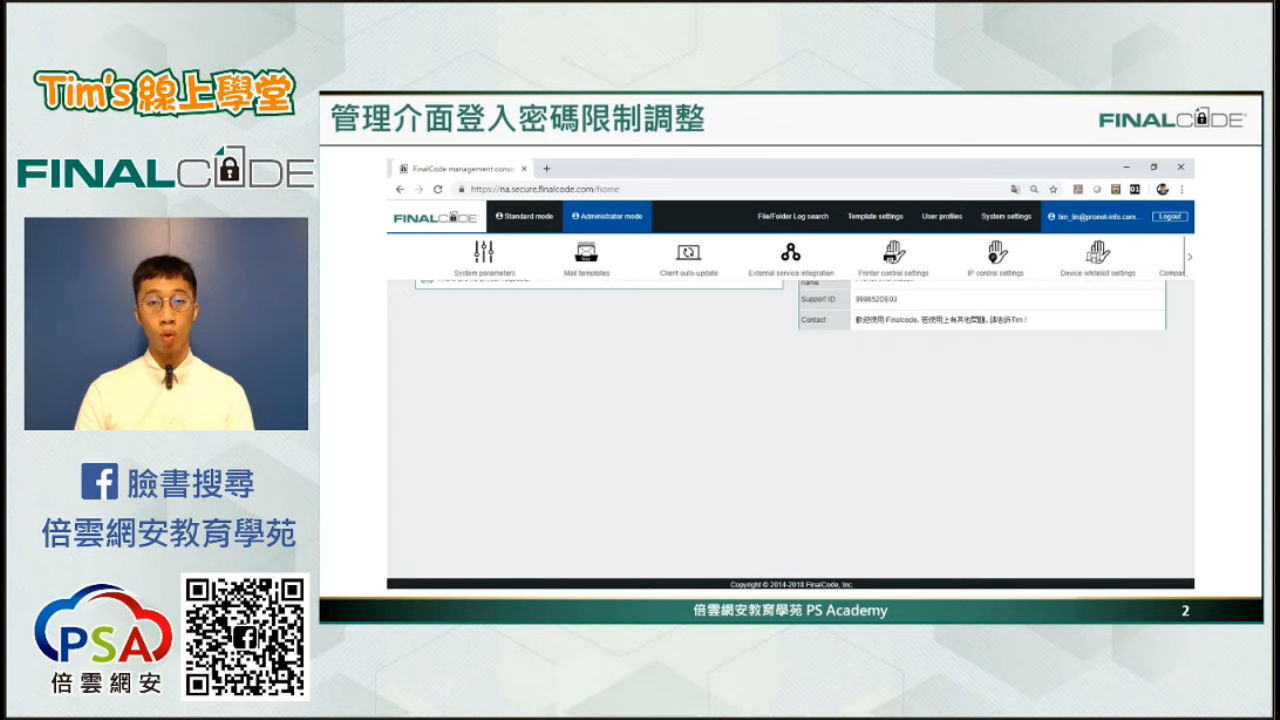 Tim's線上學堂
FINALCODE
臉書搜尋
倍雲網安教育學苑
PSA
倍雲網安
管理介面登入密碼限制調整
FINALCODE
FinalCode management conso
https://na.secure.finalcode.com/home
FINALCODE
Standard mode
Administrator mode
File/Folder Log search
Template settings
User profiles
System settings
tim_lin@pronet-info.com...
Logout
System parameters
Mail templates
Client auto-update
External service integration
Printer control settings
IP control settings
Device whitelist settings
Compa
name
Support ID
999852DE03
Contact
歡迎使用 Finalcode, 若使用上有其他問題, 請告訴Tim !
Copyright © 2014-2018 FinalCode, Inc.
倍雲網安教育學苑 PS Academy
2